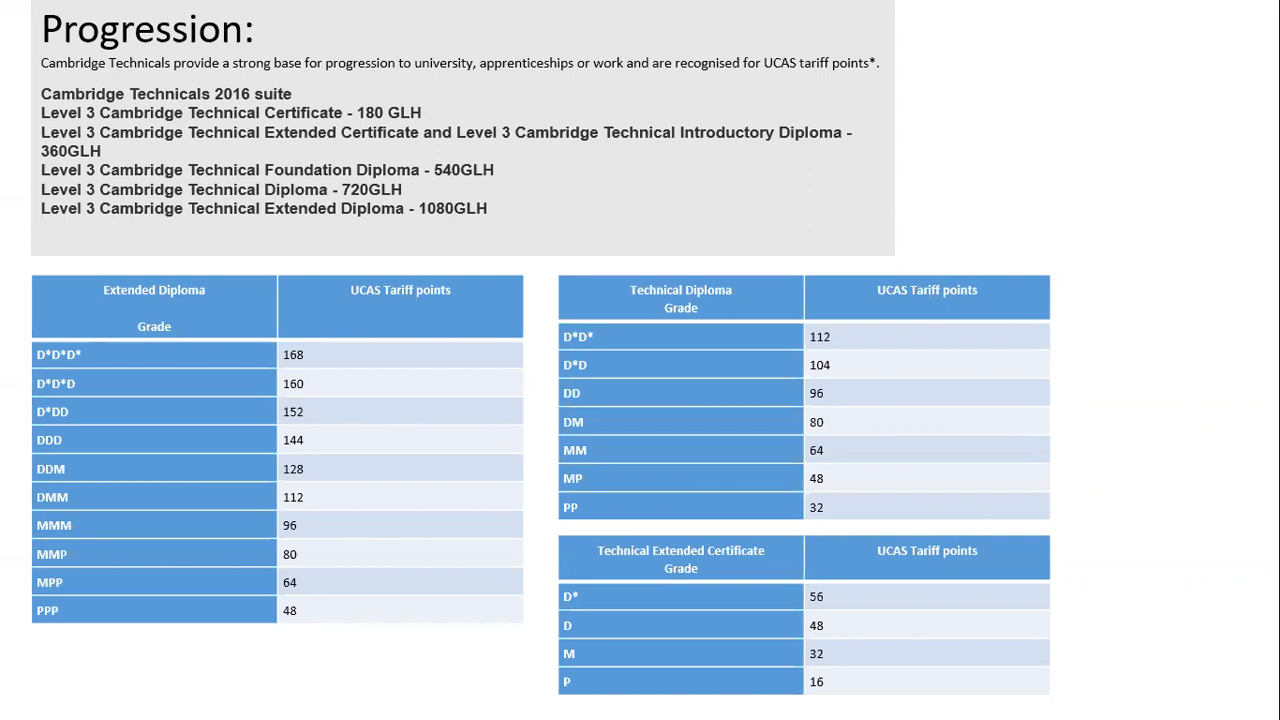 Progression:
Cambridge Technicals provide a strong base for progression to university, apprenticeships or work and are recognised for UCAS tariff points*.
Cambridge Technicals 2016 suite
Level 3 Cambridge Technical Certificate - 180 GLH
Level 3 Cambridge Technical Extended Certificate and Level 3 Cambridge Technical Introductory Diploma -
360GLH
Level 3 Cambridge Technical Foundation Diploma - 540GLH
Level 3 Cambridge Technical Diploma - 720GLH
Level 3 Cambridge Technical Extended Diploma - 1080GLH
Extended Diploma UCAS Tariff points
Grade
D*D*D* 168
D*D*D 160
D*DD 152
DDD 144
DDM 128
DMM 112
MMM 96
MMP 80
MPP 64
PPP 48
Technical Diploma UCAS Tariff points
Grade
D*D* 112
D*D 104
DD 96
DM 80
MM 64
MP 48
PP 32
Technical Extended Certificate UCAS Tariff points
Grade
D* 56
D 48
M 32
P 16